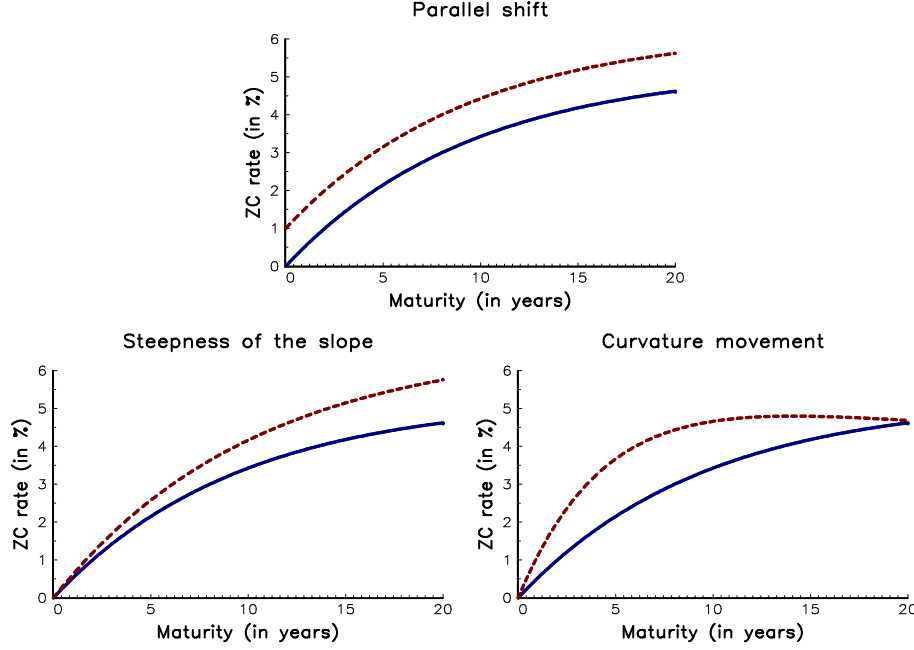 Parallel shift
6
5
4
3
2
1
0
ZC rate (in %)
0 5 10 15 20
Maturity (in years)
Steepness of the slope
6
5
4
3
2
1
0
ZC rate (in %)
0 5 10 15 20
Maturity (in years)
Curvature movement
6
5
4
3
2
1
0
ZC rate (in %)
0 5 10 15 20
Maturity (in years)